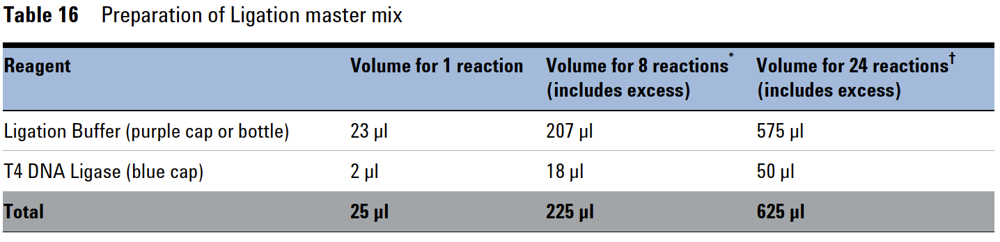 Table 16 Preparation of Ligation master mix
Reagent Volume for 1 reaction Volume for 8 reactions* Volume for 24 reactions†
(includes excess) (includes excess)
Ligation Buffer (purple cap or bottle) 23 µl 207 µl 575 µl
T4 DNA Ligase (blue cap) 2 µl 18 µl 50 µl
Total 25 µl 225 µl 625 µl